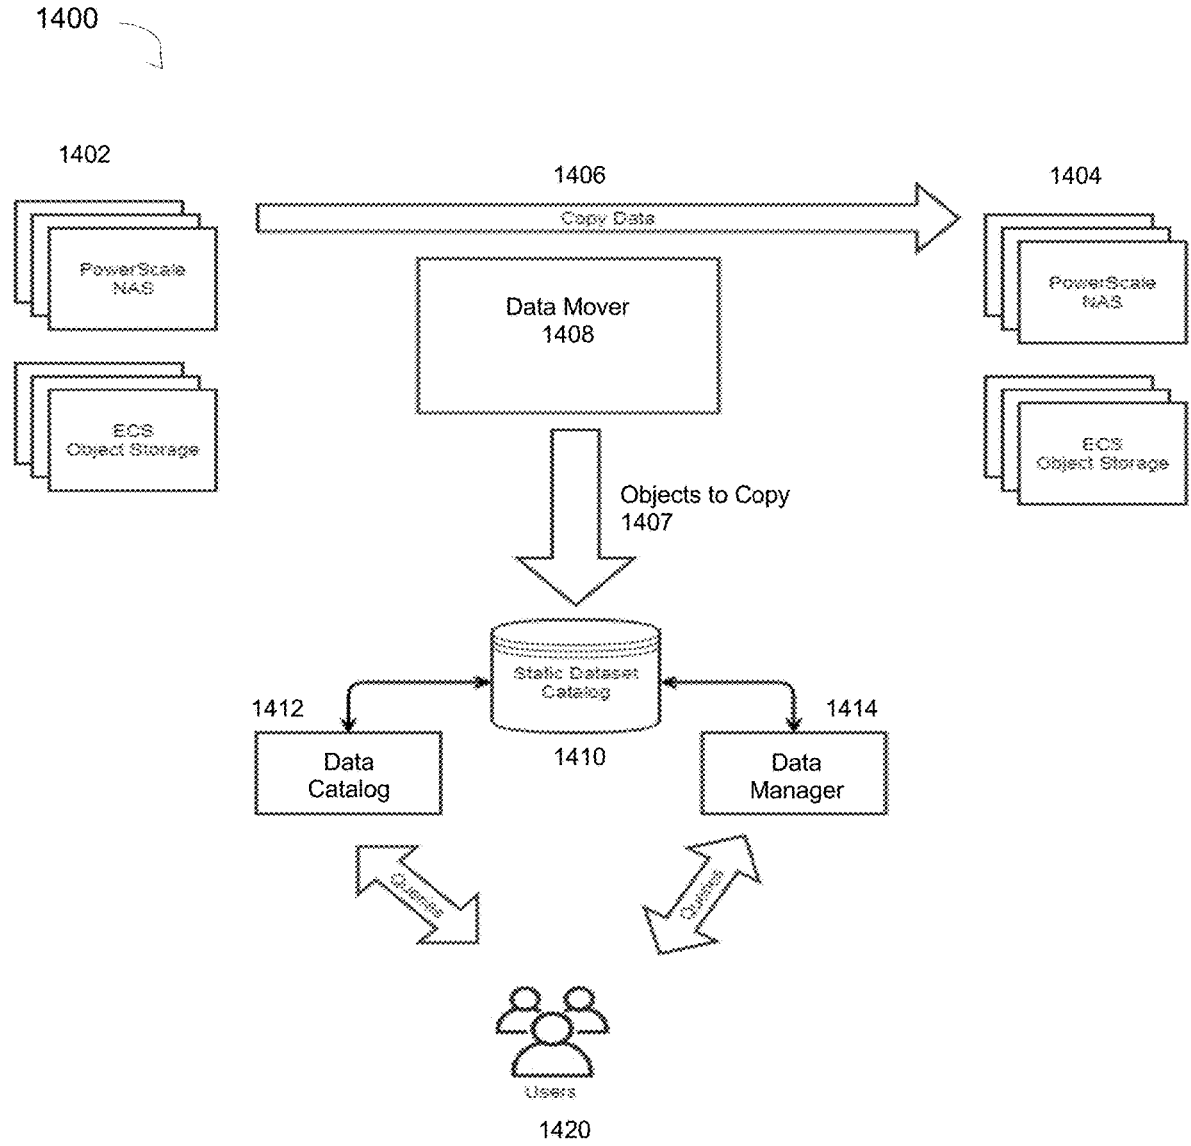 1400
1402
1406
1404
Copy Data
PowerScale
NAS
PowerScale
NAS
Data Mover
1408
ECS
Object Storage
ECS
Object Storage
Objects to Copy
1407
Static Dataset
Catalog
1412
1414
1410
Data
Catalog
Data
Manager
Queries
Queries
Users
1420